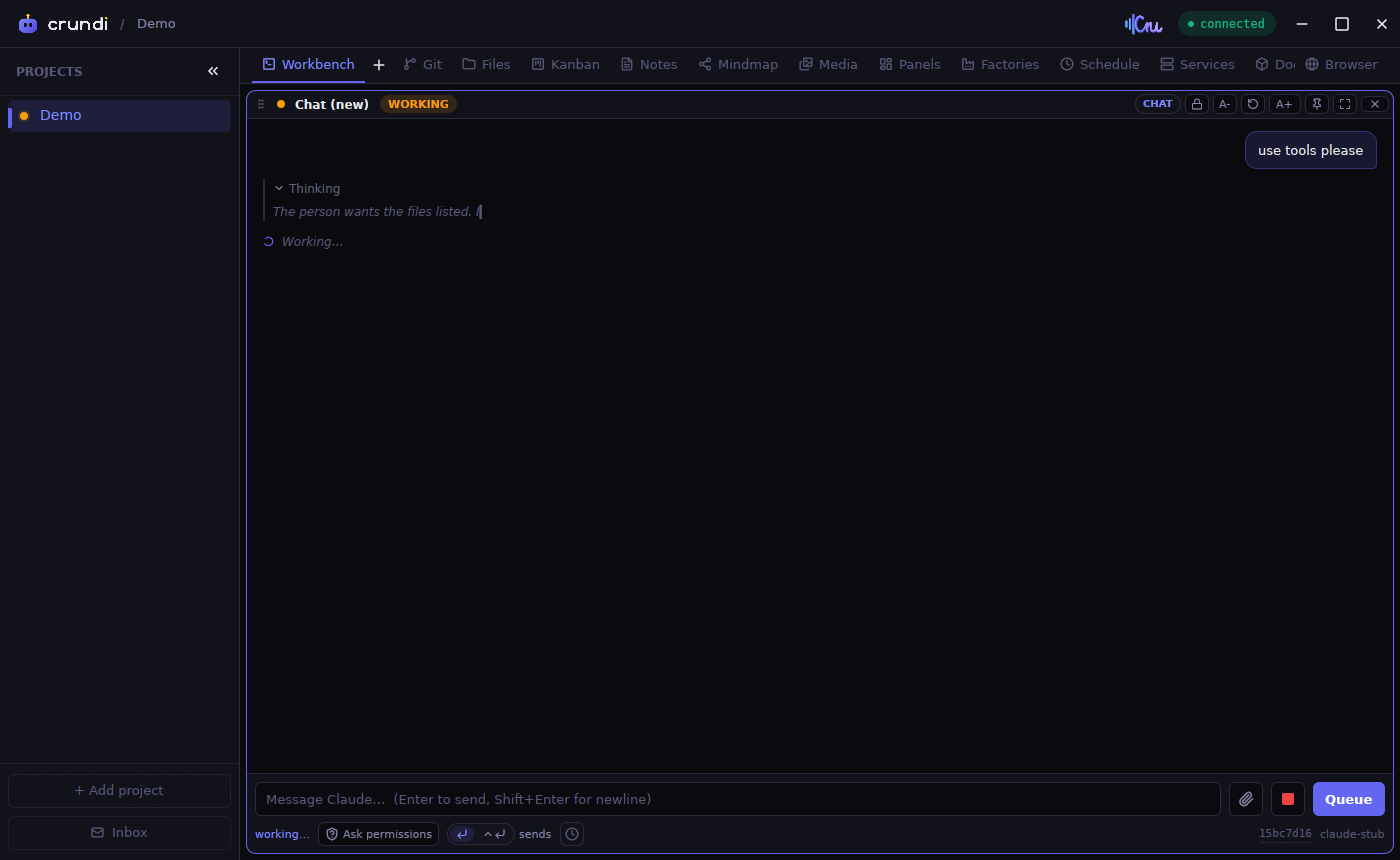 crundi / Demo
Cru
connected
PROJECTS
Workbench
Git
Files
Kanban
Notes
Mindmap
Media
Panels
Factories
Schedule
Services
Browser
Demo
Chat (new)
WORKING
CHAT
A-
A+
use tools please
Thinking
The person wants the files listed. I
Working...
+ Add project
Inbox
Message Claude... (Enter to send, Shift+Enter for newline)
Queue
working...
Ask permissions
sends
15bc7d16
claude-stub